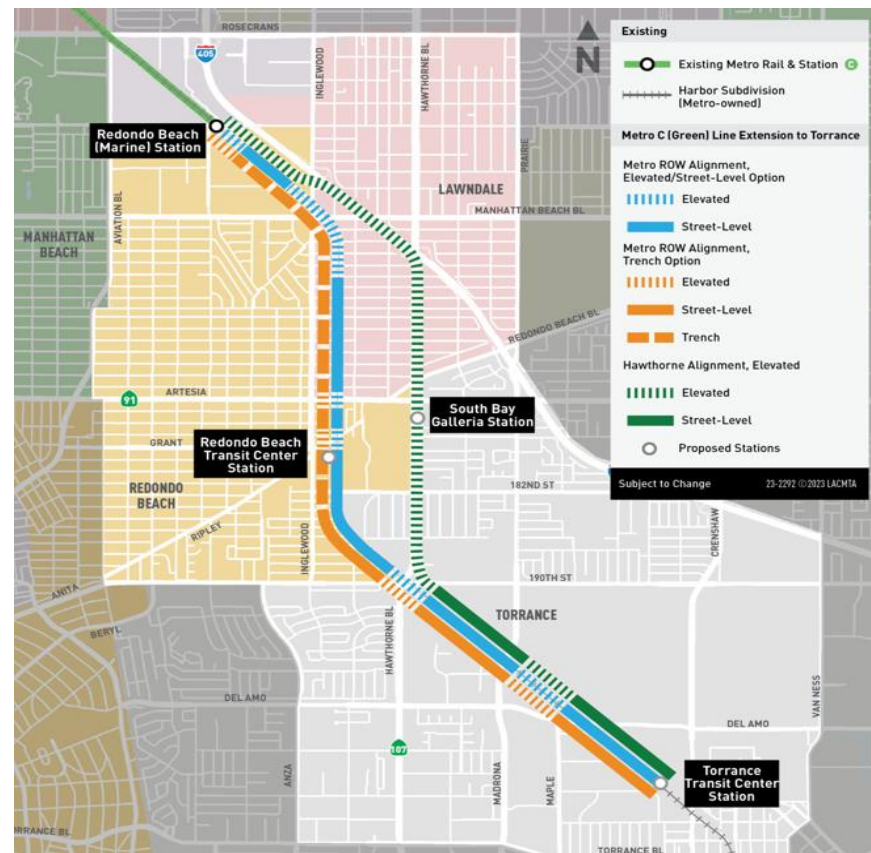 ROSECRANS
405
INGLEWOOD
HAWTHORNE BL
N
Existing
Existing Metro Rail & Station C
Harbor Subdivision
(Metro-owned)
Metro C (Green) Line Extension to Torrance
Metro ROW Alignment,
Elevated/Street-Level Option
Elevated
Street-Level
Metro ROW Alignment,
Trench Option
Elevated
Street-Level
Trench
Hawthorne Alignment, Elevated
Elevated
Street-Level
Proposed Stations
Subject to Change
23-2292 ©2023 LACMTA
Redondo Beach
(Marine) Station
PRAIRIE
LAWNDALE
AVIATION BL
MANHATTAN BEACH BL
MANHATTAN
BEACH
REDONDO BEACH BL
ARTESIA
91
South Bay
Galleria Station
GRANT
Redondo Beach
Transit Center
Station
182ND ST
REDONDO
BEACH
RIPLEY
INGLEWOOD
CRENSHAW
190TH ST
ANITA
BERYL
HAWTHORNE BL
TORRANCE
DEL AMO
VAN NESS
DEL AMO
107
ANZA
MADRONA
MAPLE
Torrance
Transit Center
Station
ORRANCE BL
TORRANCE BL